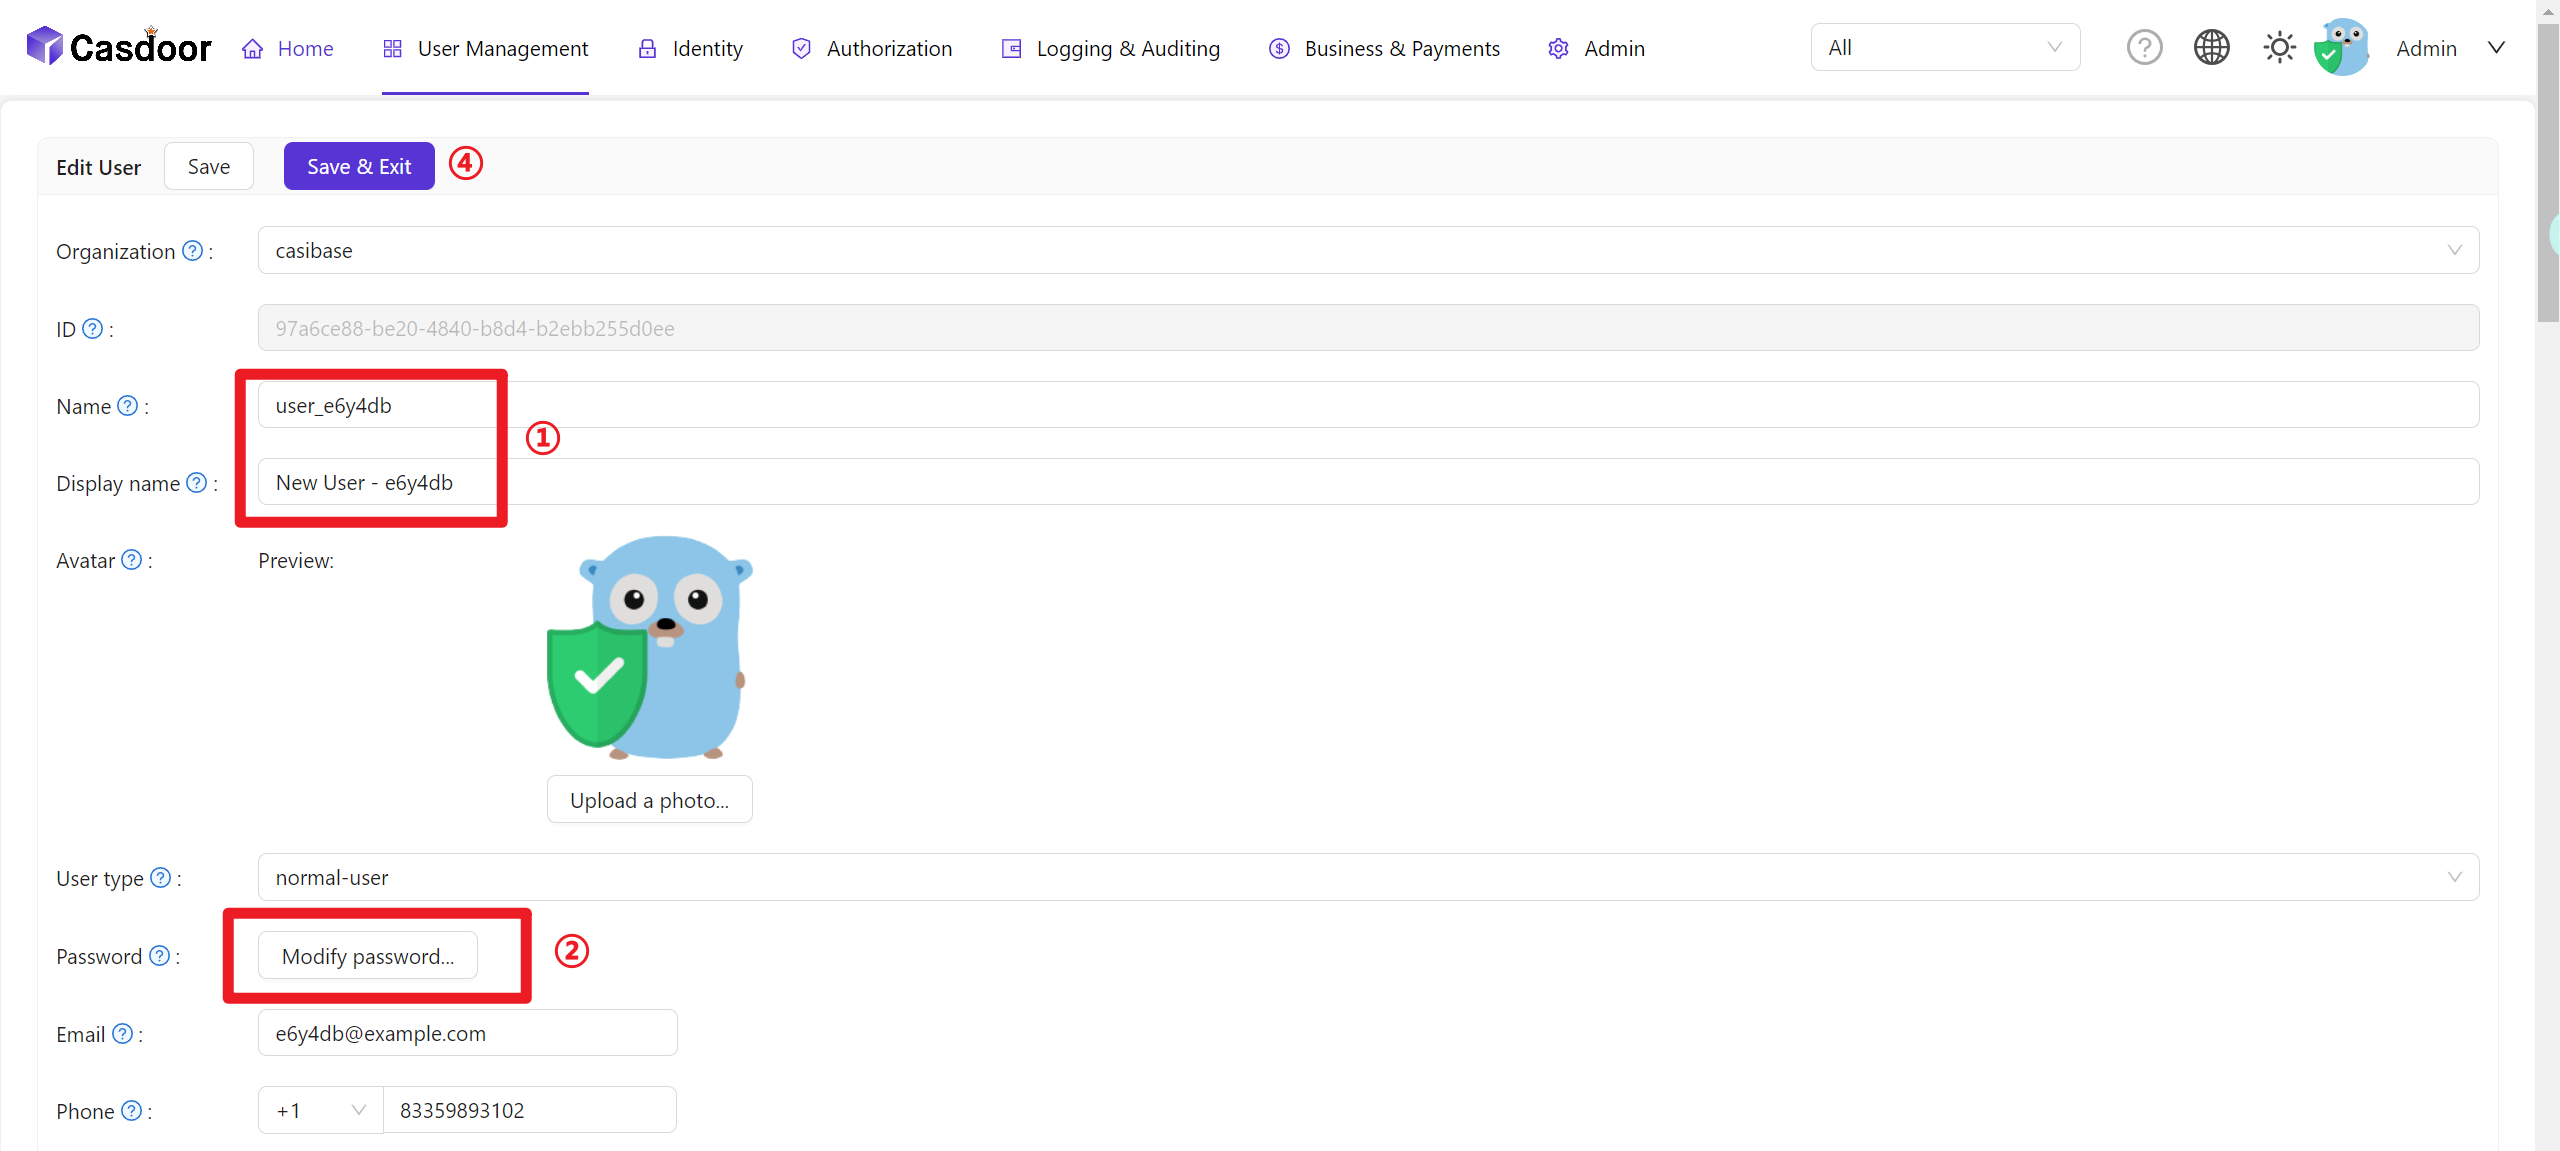 Casdoor Home User Management Identity Authorization Logging & Auditing Business & Payments Admin All Admin
Edit User Save Save & Exit ④
Organization : casibase
ID : 97a6ce88-be20-4840-b8d4-b2ebb255d0ee
Name : user_e6y4db
①
Display name : New User - e6y4db
Avatar : Preview:
Upload a photo...
User type : normal-user
Password : Modify password... ②
Email : e6y4db@example.com
Phone : +1 83359893102